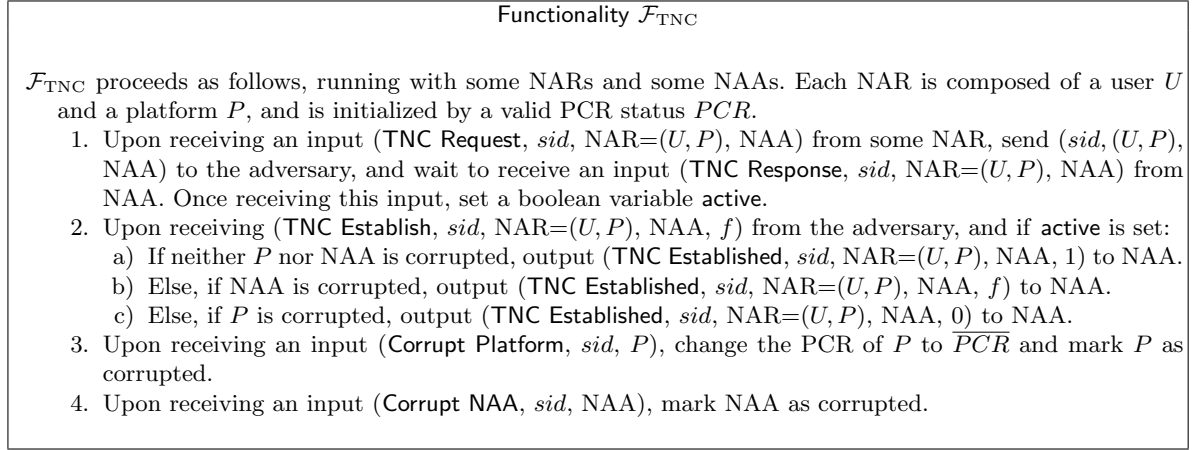 Functionality 𝓕TNC
𝓕TNC proceeds as follows, running with some NARs and some NAAs. Each NAR is composed of a user U
and a platform P, and is initialized by a valid PCR status PCR.
1. Upon receiving an input (TNC Request, sid, NAR=(U, P), NAA) from some NAR, send (sid, (U, P),
NAA) to the adversary, and wait to receive an input (TNC Response, sid, NAR=(U, P), NAA) from
NAA. Once receiving this input, set a boolean variable active.
2. Upon receiving (TNC Establish, sid, NAR=(U, P), NAA, f) from the adversary, and if active is set:
a) If neither P nor NAA is corrupted, output (TNC Established, sid, NAR=(U, P), NAA, 1) to NAA.
b) Else, if NAA is corrupted, output (TNC Established, sid, NAR=(U, P), NAA, f) to NAA.
c) Else, if P is corrupted, output (TNC Established, sid, NAR=(U, P), NAA, 0) to NAA.
3. Upon receiving an input (Corrupt Platform, sid, P), change the PCR of P to P̅C̅R̅ and mark P as
corrupted.
4. Upon receiving an input (Corrupt NAA, sid, NAA), mark NAA as corrupted.